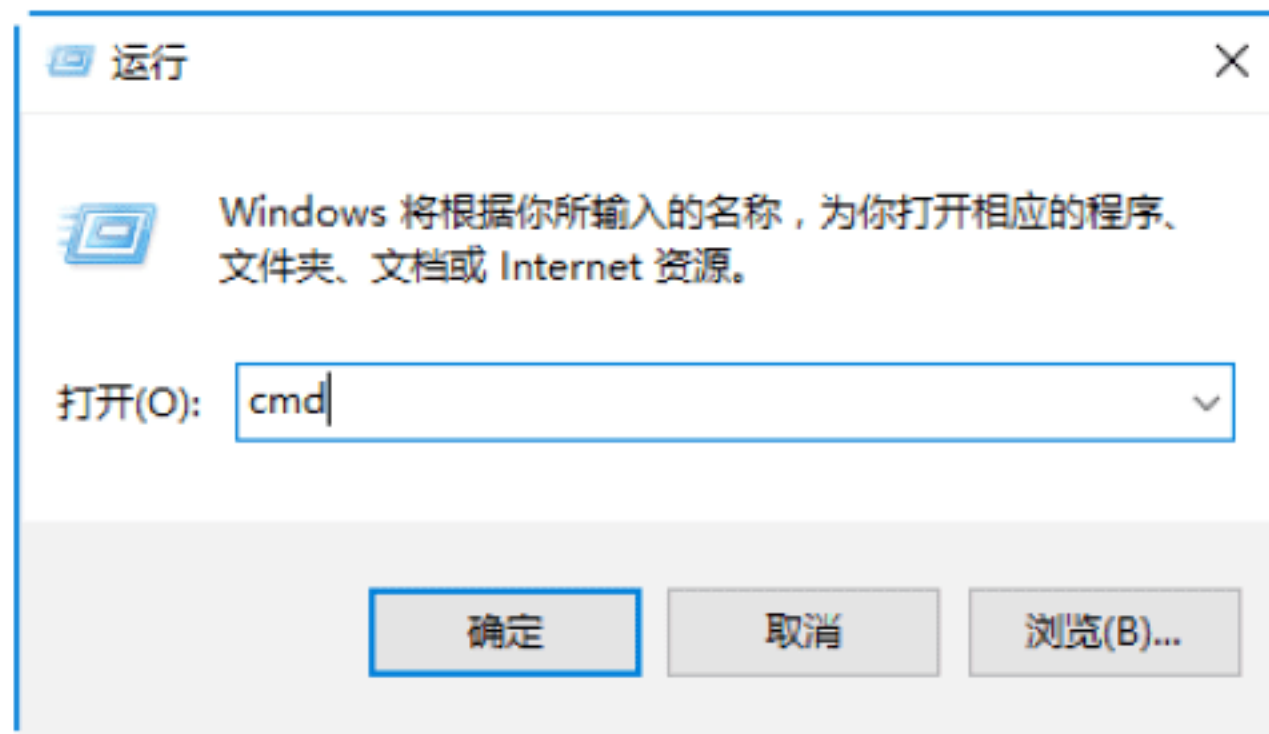 运行
Windows 将根据你所输入的名称，为你打开相应的程序、
文件夹、文档或 Internet 资源。
打开(O): cmd
确定 取消 浏览(B)...